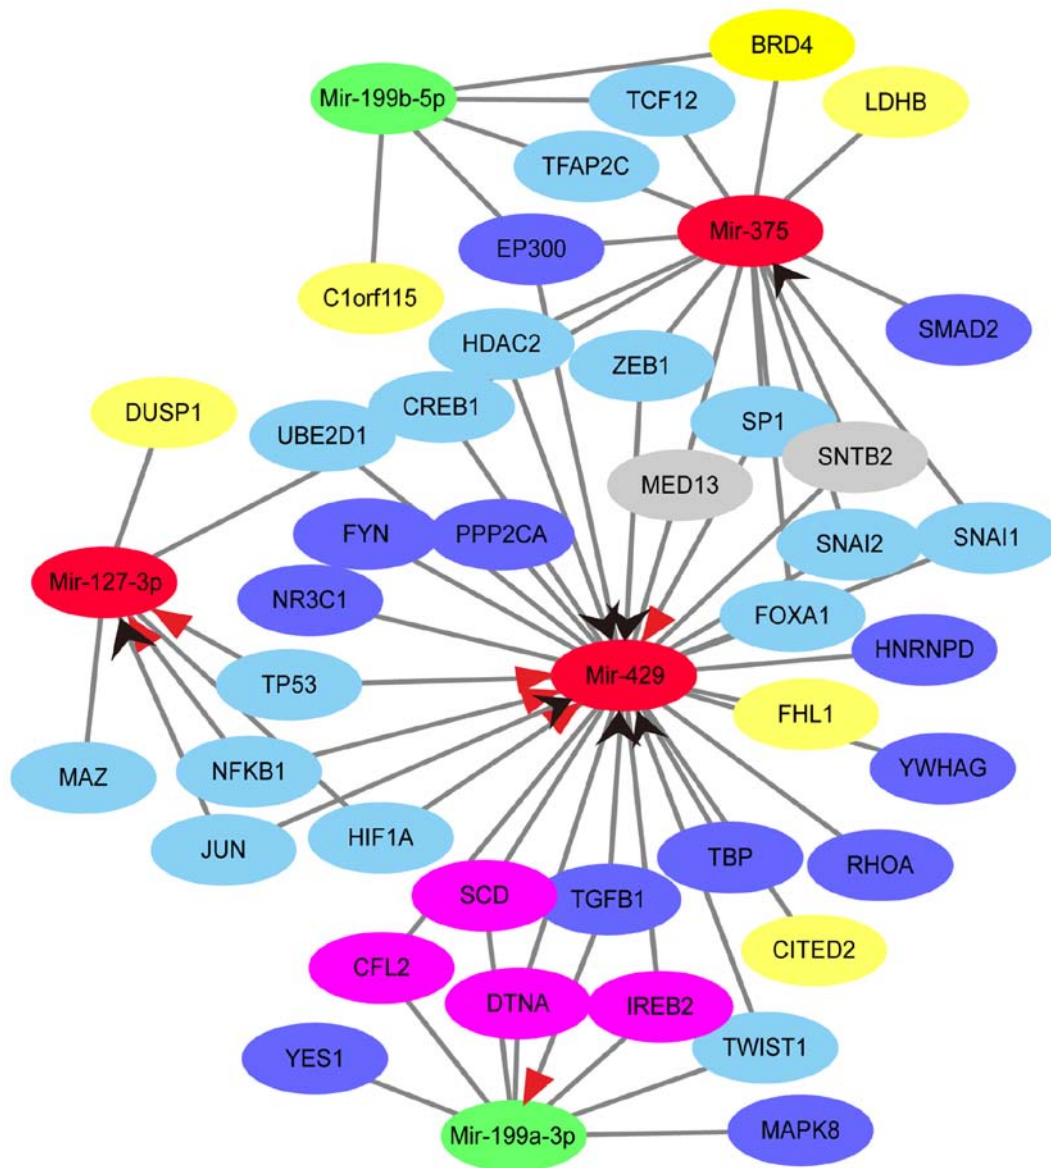 BRD4
Mir-199b-5p
TCF12
LDHB
TFAP2C
Mir-375
EP300
C1orf115
SMAD2
HDAC2
ZEB1
DUSP1
CREB1
SP1
UBE2D1
SNTB2
MED13
FYN
PPP2CA
SNAI2
SNAI1
Mir-127-3p
NR3C1
FOXA1
HNRNPD
TP53
Mir-429
FHL1
MAZ
NFKB1
YWHAG
JUN
HIF1A
TBP
RHOA
SCD
TGFB1
CITED2
CFL2
DTNA
IREB2
TWIST1
YES1
Mir-199a-3p
MAPK8